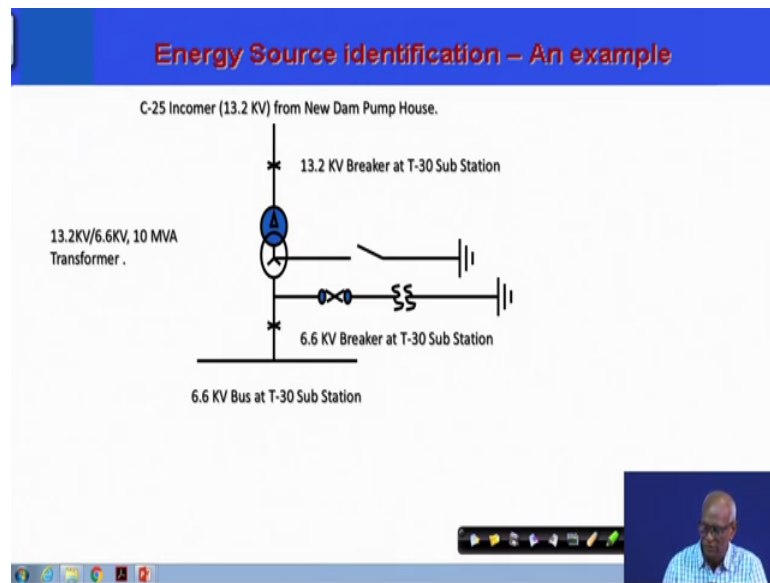 Energy Source identification – An example
C-25 Incomer (13.2 KV) from New Dam Pump House.
13.2 KV Breaker at T-30 Sub Station
13.2KV/6.6KV, 10 MVA
Transformer .
6.6 KV Breaker at T-30 Sub Station
6.6 KV Bus at T-30 Sub Station